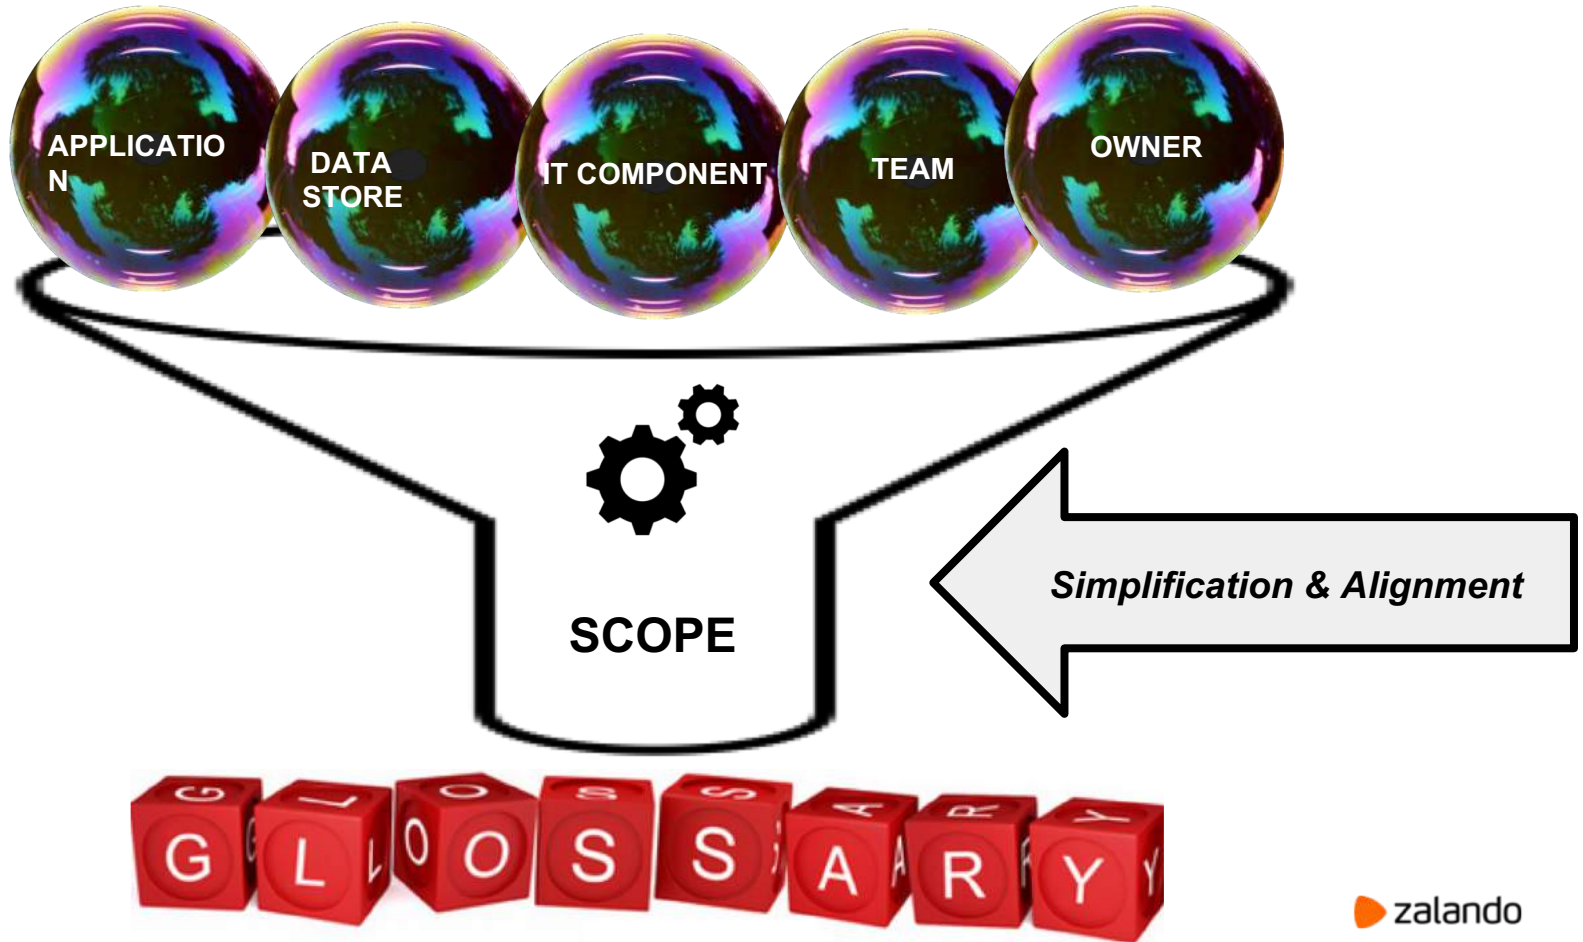 APPLICATIO
N
DATA
STORE
IT COMPONENT
TEAM
OWNER
Simplification & Alignment
SCOPE
GLOSSARY
zalando